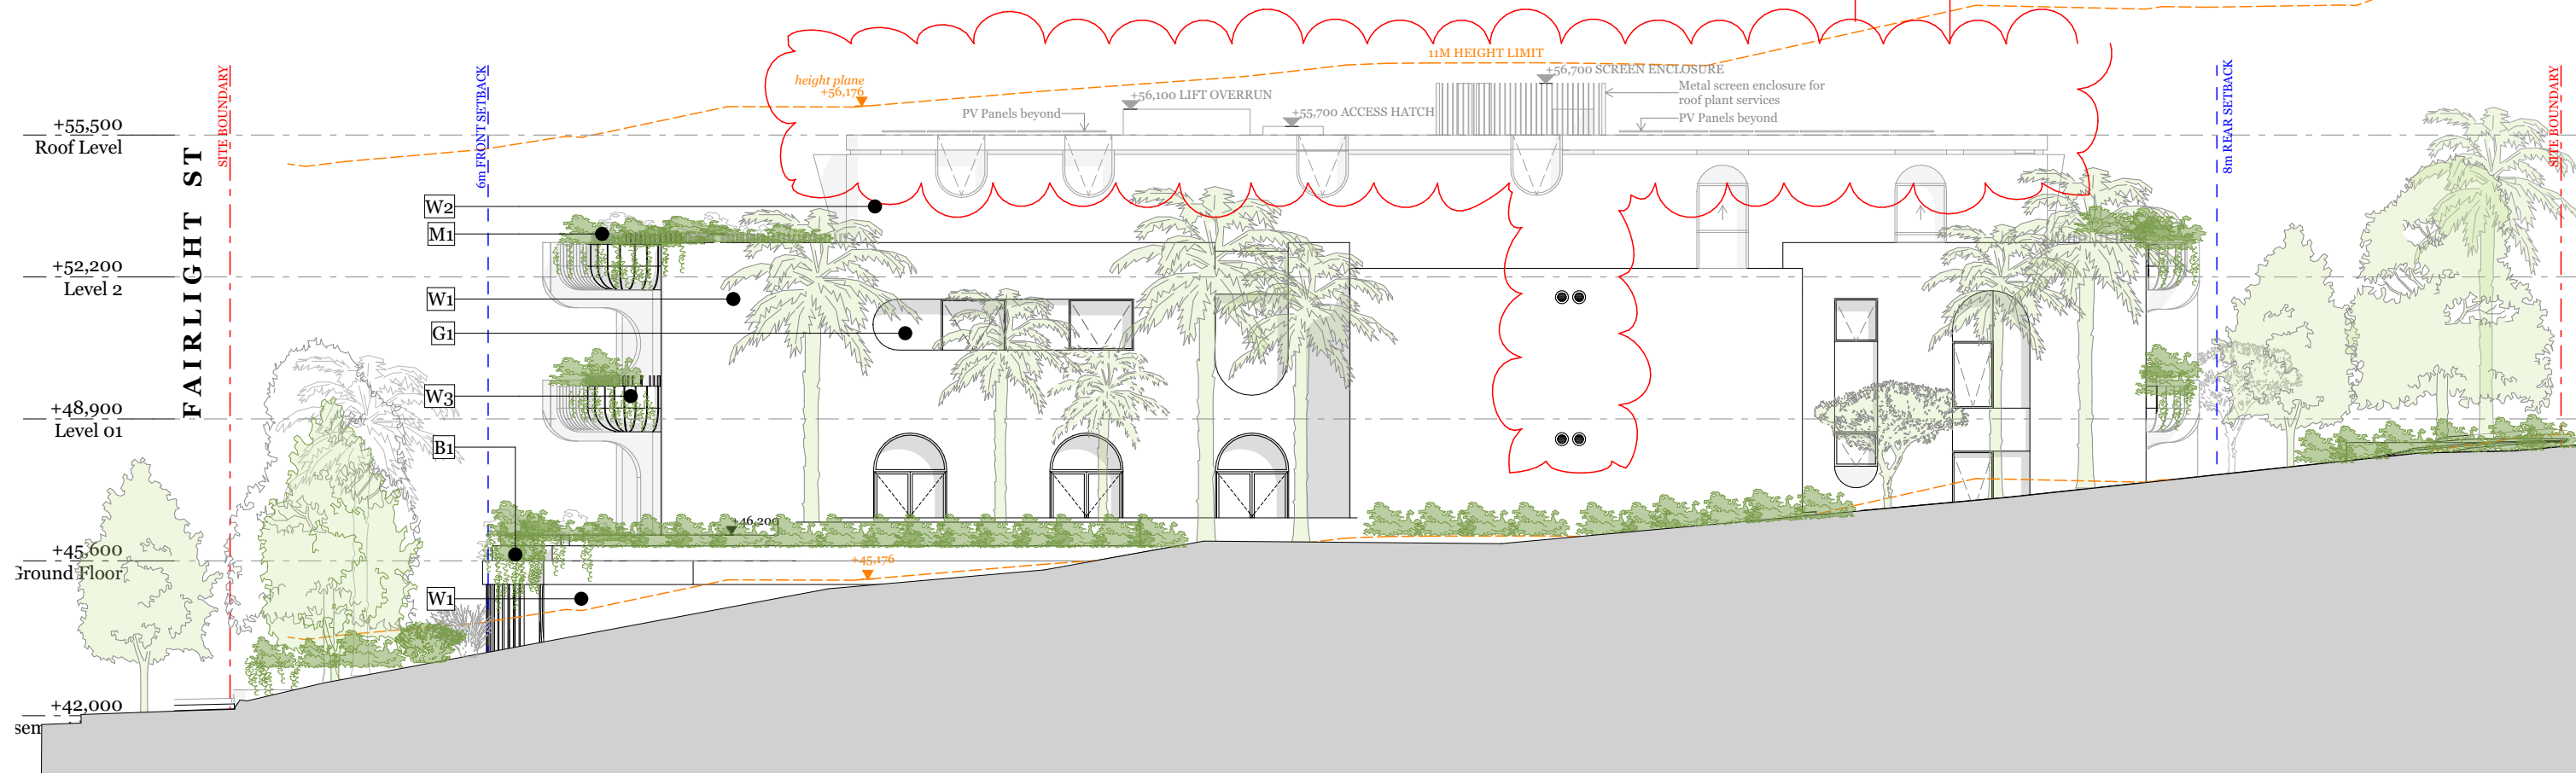 11M HEIGHT LIMIT
height plane
+56,176
+56,700 SCREEN ENCLOSURE
Metal screen enclosure for
roof plant services
+56,100 LIFT OVERRUN
PV Panels beyond
+55,700 ACCESS HATCH
PV Panels beyond
SITE BOUNDARY
6m FRONT SETBACK
8m REAR SETBACK
SITE BOUNDARY
+55,500
Roof Level
FAIRLIGHT ST
W2
M1
+52,200
Level 2
W1
G1
W3
+48,900
Level 01
B1
+46,200
+45,600
Ground Floor
+45,176
W1
+42,000